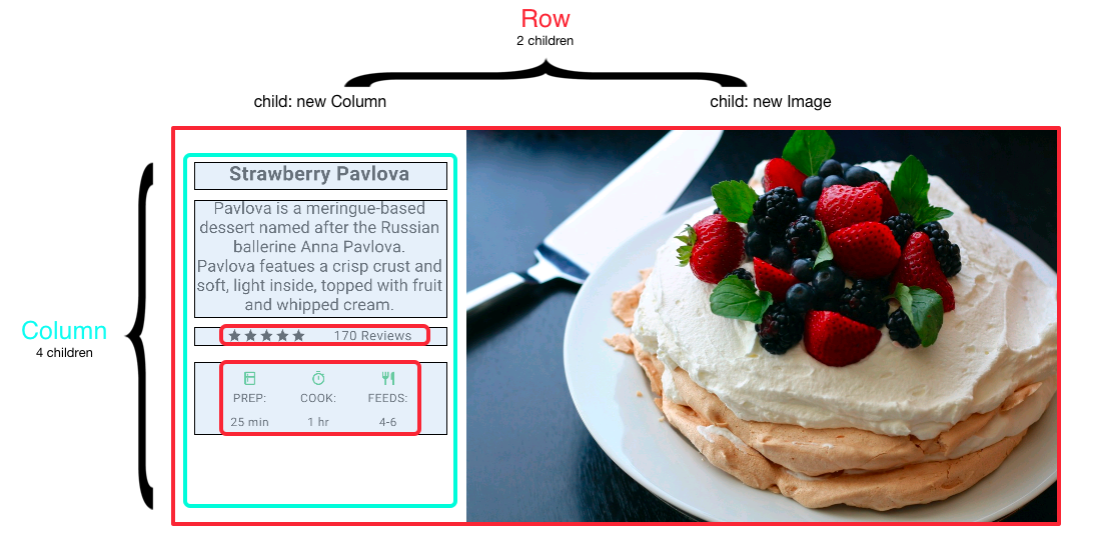 Row
2 children
child: new Column
child: new Image
Column
4 children
Strawberry Pavlova
Pavlova is a meringue-based
dessert named after the Russian
ballerine Anna Pavlova.
Pavlova featues a crisp crust and
soft, light inside, topped with fruit
and whipped cream.
170 Reviews
PREP: COOK: FEEDS:
25 min 1 hr 4-6